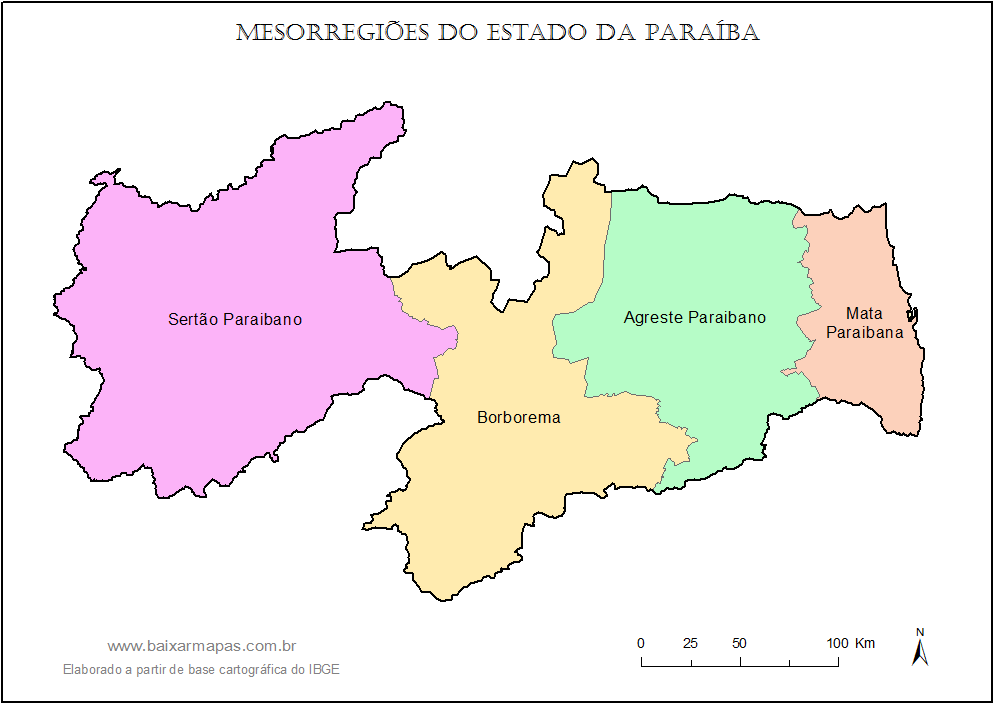 MESORREGIÕES DO ESTADO DA PARAÍBA
Sertão Paraibano
Borborema
Agreste Paraibano
Mata
Paraibana
www.baixarmapas.com.br
Elaborado a partir de base cartográfica do IBGE
0 25 50 100 Km
N